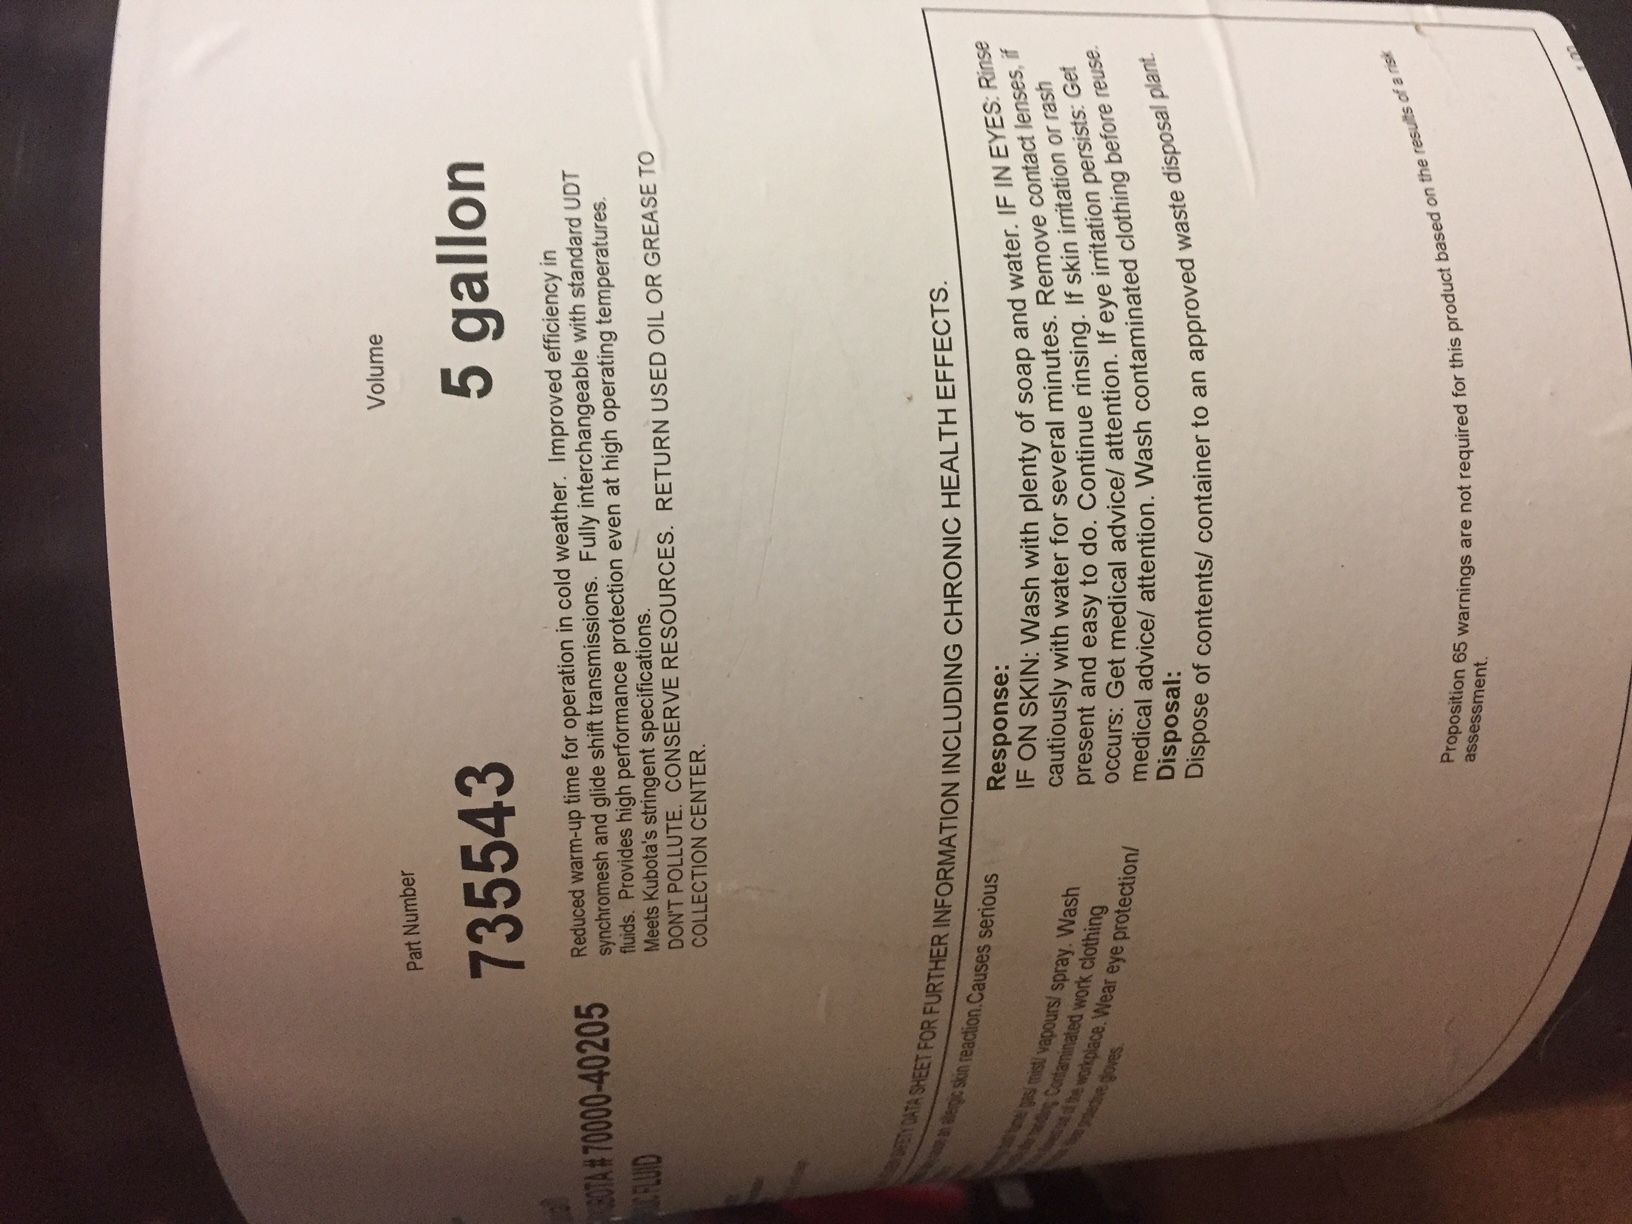 Part Number
Volume
735543
5 gallon
# 70000-40205
FLUID
Reduced warm-up time for operation in cold weather. Improved efficiency in
synchromesh and glide shift transmissions. Fully interchangeable with standard UDT
fluids. Provides high performance protection even at high operating temperatures.
Meets Kubota's stringent specifications.
DON'T POLLUTE. CONSERVE RESOURCES. RETURN USED OIL OR GREASE TO
COLLECTION CENTER.
DATA SHEET FOR FURTHER INFORMATION INCLUDING CHRONIC HEALTH EFFECTS.
an allergic skin reaction.Causes serious
mist/ vapours/ spray. Wash
handling. Contaminated work clothing
of the workplace. Wear eye protection/
protective gloves.
Response:
IF ON SKIN: Wash with plenty of soap and water. IF IN EYES: Rinse
cautiously with water for several minutes. Remove contact lenses, if
present and easy to do. Continue rinsing. If skin irritation or rash
occurs: Get medical advice/ attention. If eye irritation persists: Get
medical advice/ attention. Wash contaminated clothing before reuse.
Disposal:
Dispose of contents/ container to an approved waste disposal plant.
Proposition 65 warnings are not required for this product based on the results of a risk
assessment.